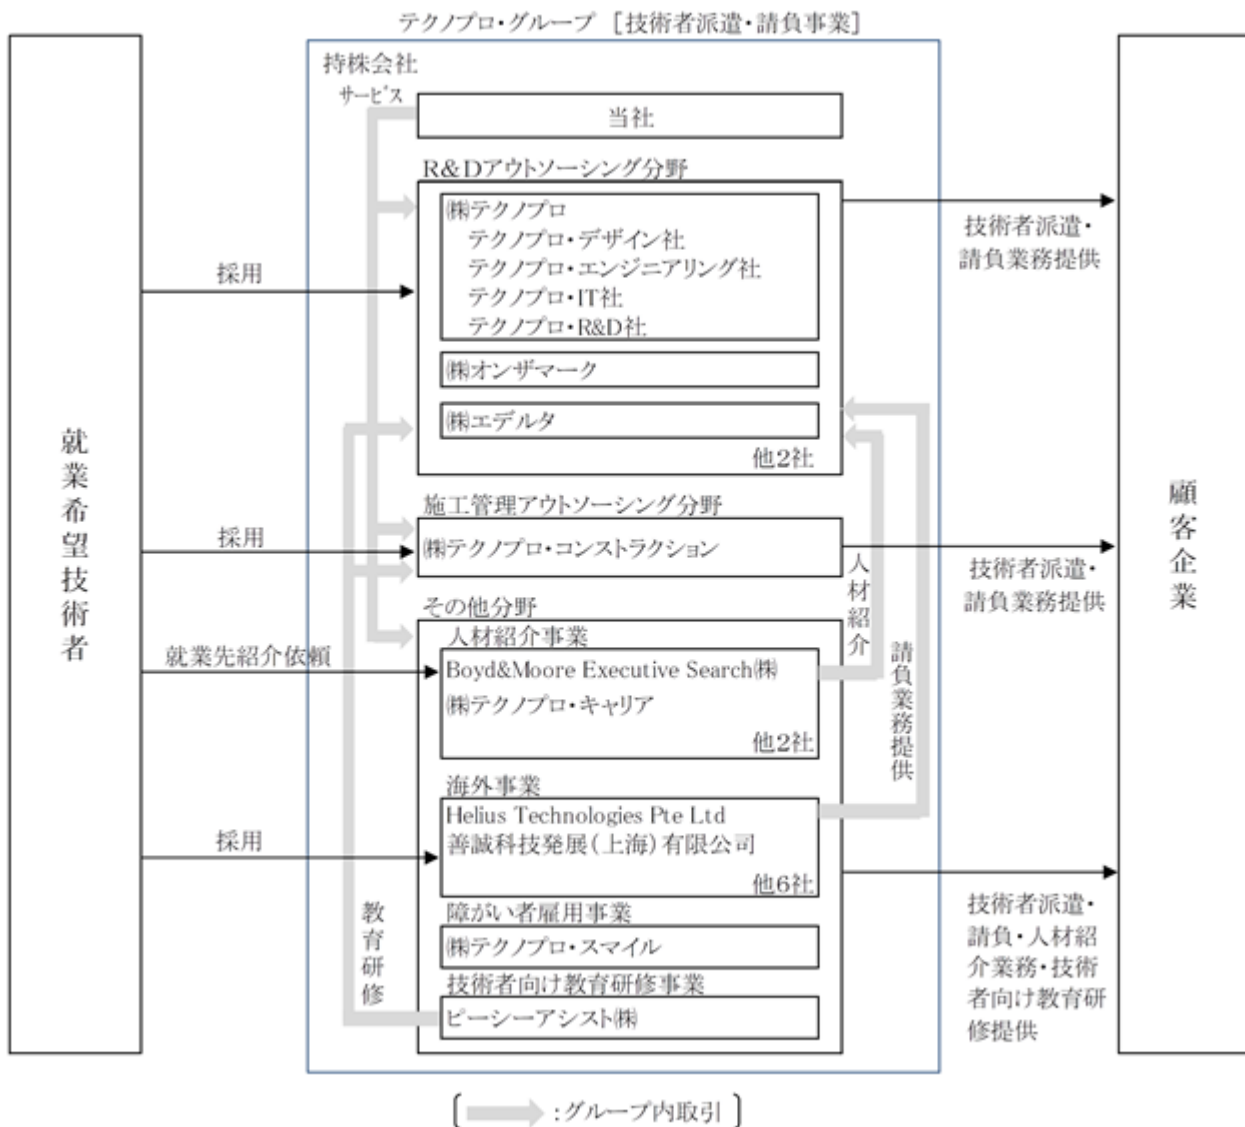 テクノプロ・グループ [技術者派遣・請負事業]
持株会社
サービス
当社
R&Dアウトソーシング分野
㈱テクノプロ
テクノプロ・デザイン社
テクノプロ・エンジニアリング社
テクノプロ・IT社
テクノプロ・R&D社
㈱オンザマーク
㈱エデルタ
他2社
施工管理アウトソーシング分野
㈱テクノプロ・コンストラクション
その他分野
人材紹介事業
Boyd&Moore Executive Search㈱
㈱テクノプロ・キャリア
他2社
海外事業
Helius Technologies Pte Ltd
善誠科技発展(上海)有限公司
他6社
障がい者雇用事業
㈱テクノプロ・スマイル
技術者向け教育研修事業
ピーシーアシスト㈱
就業希望技術者
採用
採用
就業先紹介依頼
採用
教育研修
人材紹介
請負業務提供
技術者派遣・
請負業務提供
技術者派遣・
請負業務提供
技術者派遣・
請負・人材紹
介業務・技術
者向け教育研
修提供
顧客企業
[ :グループ内取引 ]